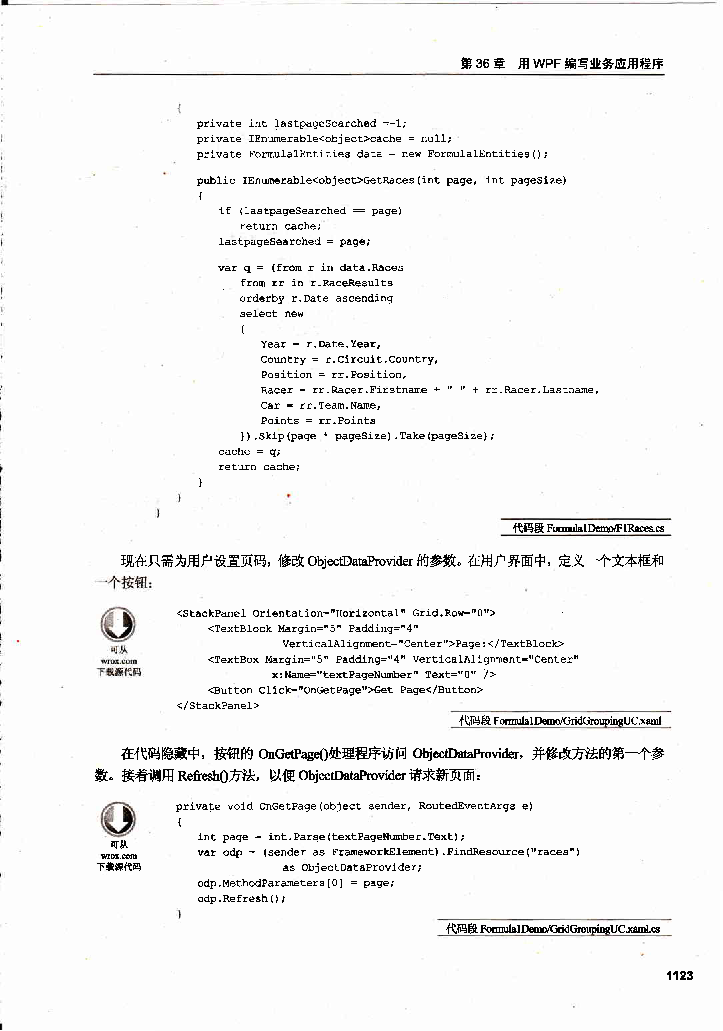 第 36 章 用 WPF 编写业务应用程序
{
private int lastpageSearched =-1;
private IEnumerable<object>cache = null;
private Formula1Entities data = new Formula1Entities();
public IEnumerable<object>GetRaces(int page, int pageSize)
{
if (lastpageSearched == page)
return cache;
lastpageSearched = page;
var q = (from r in data.Races
from rr in r.RaceResults
orderby r.Date ascending
select new
{
Year = r.Date.Year,
Country = r.Circuit.Country,
Position = rr.Position,
Racer = rr.Racer.Firstname + " " + rr.Racer.Lastname,
Car = rr.Team.Name,
Points = rr.Points
}).Skip(page * pageSize).Take(pageSize);
cache = q;
return cache;
}
}
}
代码段 Formula1Demo/F1Races.cs
现在只需为用户设置页码，修改 ObjectDataProvider 的参数。在用户界面中，定义一个文本框和
一个按钮：
可从
wrox.com
下载源代码
<StackPanel Orientation="Horizontal" Grid.Row="0">
<TextBlock Margin="5" Padding="4"
VerticalAlignment="Center">Page:</TextBlock>
<TextBox Margin="5" Padding="4" VerticalAlignment="Center"
x:Name="textPageNumber" Text="0" />
<Button Click="OnGetPage">Get Page</Button>
</StackPanel>
代码段 Formula1Demo/GridGroupingUC.xaml
在代码隐藏中，按钮的 OnGetPage()处理程序访问 ObjectDataProvider，并修改方法的第一个参
数。接着调用 Refresh()方法，以便 ObjectDataProvider 请求新页面：
可从
wrox.com
下载源代码
private void OnGetPage(object sender, RoutedEventArgs e)
{
int page = int.Parse(textPageNumber.Text);
var odp = (sender as FrameworkElement).FindResource("races")
as ObjectDataProvider;
odp.MethodParameters[0] = page;
odp.Refresh();
}
代码段 Formula1Demo/GridGroupingUC.xaml.cs
1123